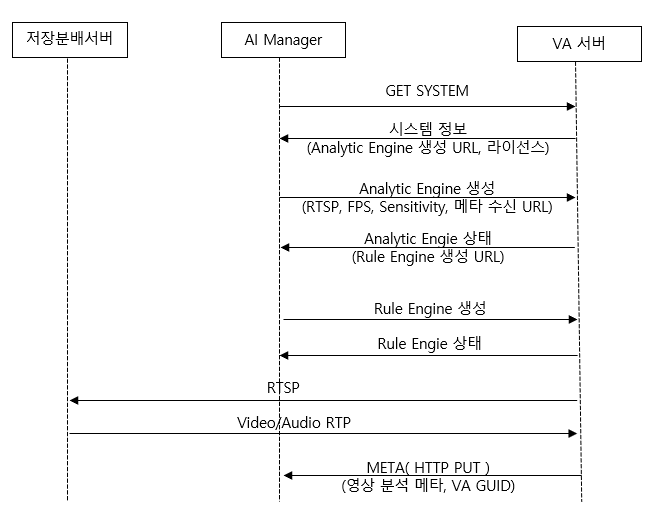 저장분배서버
AI Manager
VA 서버
GET SYSTEM
시스템 정보
(Analytic Engine 생성 URL, 라이선스)
Analytic Engine 생성
(RTSP, FPS, Sensitivity, 메타 수신 URL)
Analytic Engie 상태
(Rule Engine 생성 URL)
Rule Engine 생성
Rule Engie 상태
RTSP
Video/Audio RTP
META( HTTP PUT )
(영상 분석 메타, VA GUID)